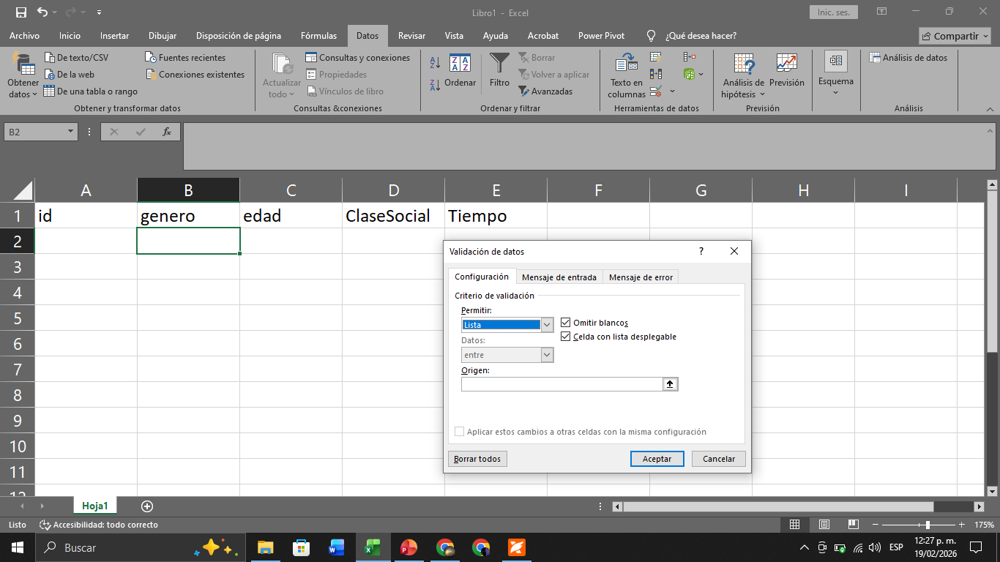 Libro1 - Excel
Inic. ses.
Archivo Inicio Insertar Dibujar Disposición de página Fórmulas Datos Revisar Vista Ayuda Acrobat Power Pivot ¿Qué desea hacer? Compartir
Obtener datos
De texto/CSV
De la web
De una tabla o rango
Fuentes recientes
Conexiones existentes
Obtener y transformar datos
Actualizar todo
Consultas y conexiones
Propiedades
Vínculos de libro
Consultas &conexiones
Ordenar
Filtro
Borrar
Volver a aplicar
Avanzadas
Ordenar y filtrar
Texto en columnas
Herramientas de datos
Análisis de hipótesis
Previsión
Previsión
Esquema
Análisis de datos
Análisis
B2
fx
A B C D E F G H I
1 id genero edad ClaseSocial Tiempo
2
3
4
5
6
7
8
9
10
11
12
Validación de datos ?
Configuración Mensaje de entrada Mensaje de error
Criterio de validación
Permitir:
Lista
Omitir blancos
Celda con lista desplegable
Datos:
entre
Origen:
Aplicar estos cambios a otras celdas con la misma configuración
Borrar todos Aceptar Cancelar
Hoja1
Listo Accesibilidad: todo correcto 175%
Buscar
ESP
12:27 p. m.
19/02/2026